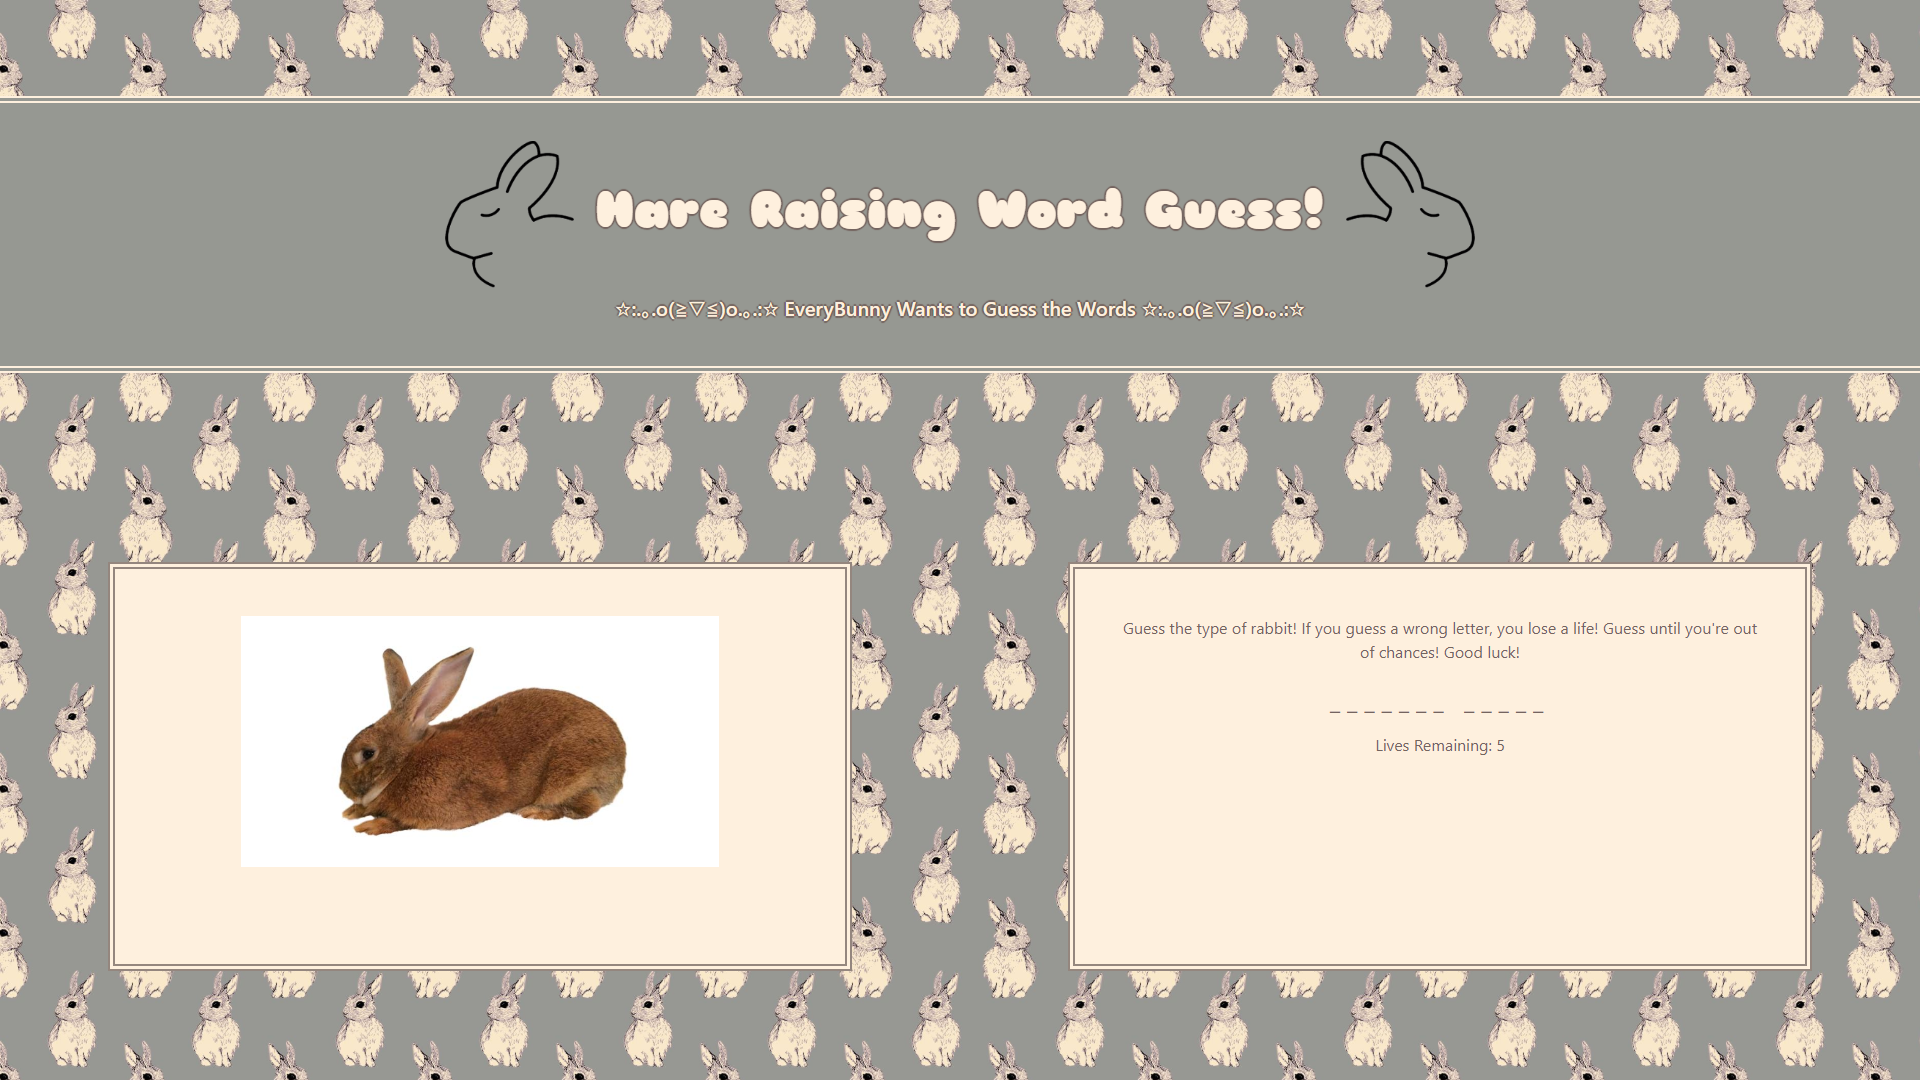 Hare Raising Word Guess!
☆:.｡.o(≧▽≦)o.｡.:☆ EveryBunny Wants to Guess the Words ☆:.｡.o(≧▽≦)o.｡.:☆
Guess the type of rabbit! If you guess a wrong letter, you lose a life! Guess until you're out
of chances! Good luck!
_ _ _ _ _ _ _   _ _ _ _ _
Lives Remaining: 5